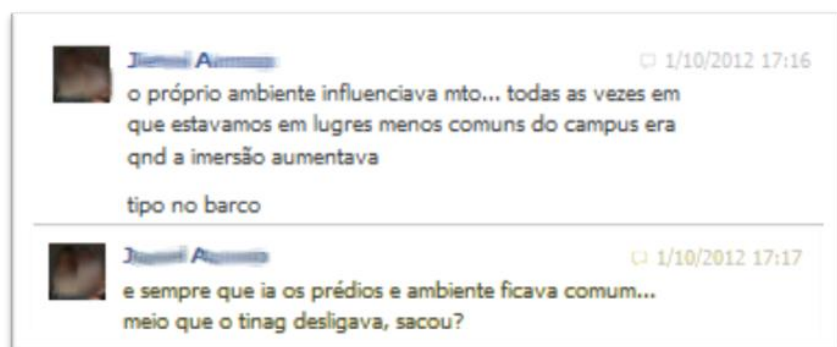 1/10/2012 17:16
o próprio ambiente influenciava mto... todas as vezes em
que estavamos em lugres menos comuns do campus era
qnd a imersão aumentava
tipo no barco
1/10/2012 17:17
e sempre que ia os prédios e ambiente ficava comum...
meio que o tinag desligava, sacou?